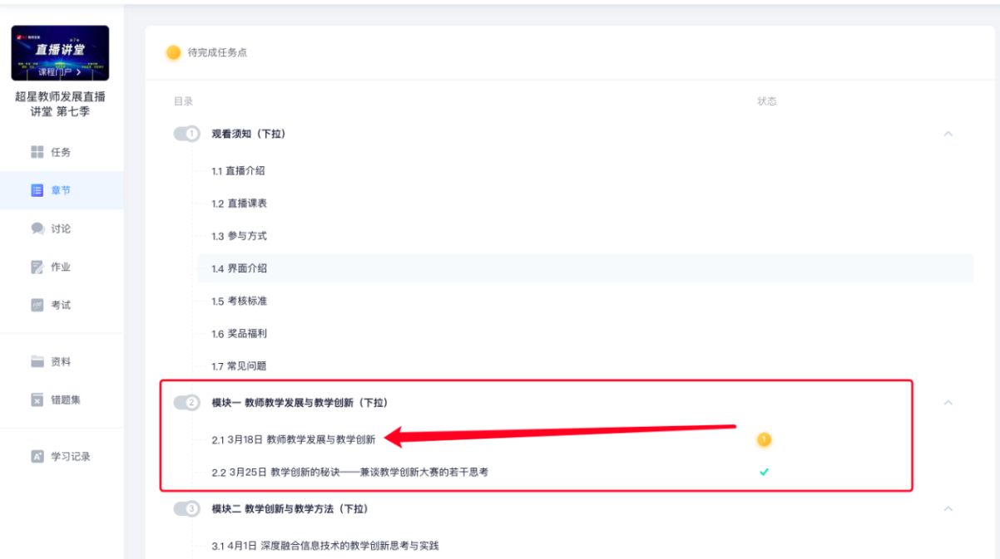 直播讲堂
课程门户 >
超星教师发展直播
讲堂 第七季
任务
章节
讨论
作业
考试
资料
错题集
学习记录
待完成任务点
目录 状态
1 观看须知（下拉）
1.1 直播介绍
1.2 直播课表
1.3 参与方式
1.4 界面介绍
1.5 考核标准
1.6 奖品福利
1.7 常见问题
2 模块一 教师教学发展与教学创新（下拉）
2.1 3月18日 教师教学发展与教学创新 1
2.2 3月25日 教学创新的秘诀——兼谈教学创新大赛的若干思考
3 模块二 教学创新与教学方法（下拉）
3.1 4月1日 深度融合信息技术的教学创新思考与实践